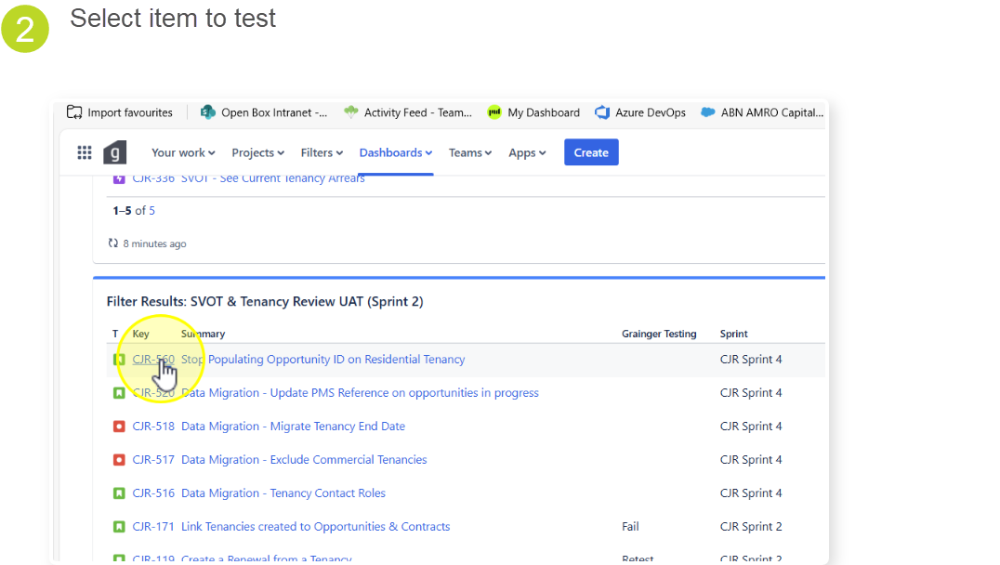 2 Select item to test
Import favourites Open Box Intranet -... Activity Feed - Team... My Dashboard Azure DevOps ABN AMRO Capital...
g Your work Projects Filters Dashboards Teams Apps Create
CJR-336 SVOT - See Current Tenancy Arrears
1–5 of 5
8 minutes ago
Filter Results: SVOT & Tenancy Review UAT (Sprint 2)
T Key Summary Grainger Testing Sprint
CJR-560 Stop Populating Opportunity ID on Residential Tenancy CJR Sprint 4
CJR-520 Data Migration - Update PMS Reference on opportunities in progress CJR Sprint 4
CJR-518 Data Migration - Migrate Tenancy End Date CJR Sprint 4
CJR-517 Data Migration - Exclude Commercial Tenancies CJR Sprint 4
CJR-516 Data Migration - Tenancy Contact Roles CJR Sprint 4
CJR-171 Link Tenancies created to Opportunities & Contracts Fail CJR Sprint 2
CJR-119 Create a Renewal from a Tenancy Retest CJR Sprint 2